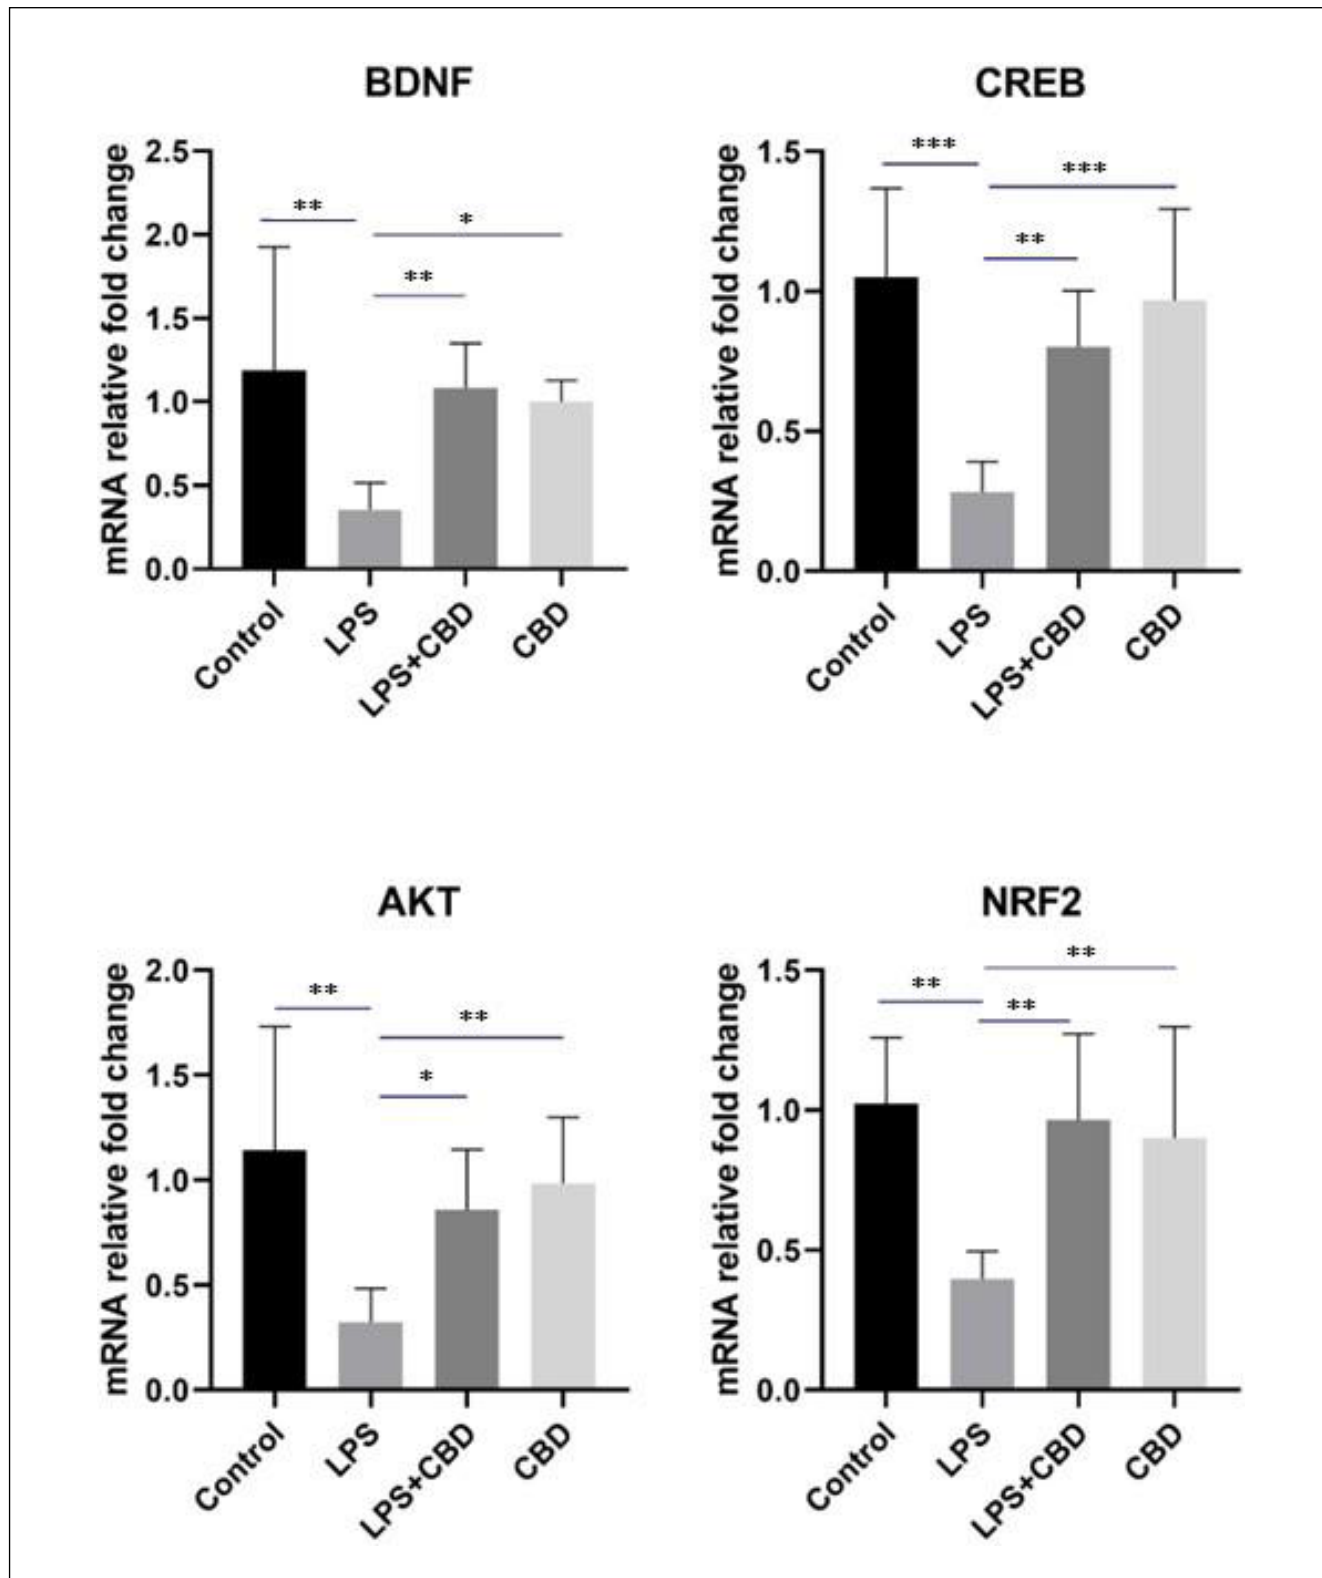 BDNF
mRNA relative fold change
2.5
2.0
1.5
1.0
0.5
0.0
**
*
**
Control
LPS
LPS+CBD
CBD
CREB
mRNA relative fold change
1.5
1.0
0.5
0.0
***
***
**
Control
LPS
LPS+CBD
CBD
AKT
mRNA relative fold change
2.0
1.5
1.0
0.5
0.0
**
**
*
Control
LPS
LPS+CBD
CBD
NRF2
mRNA relative fold change
1.5
1.0
0.5
0.0
**
**
**
Control
LPS
LPS+CBD
CBD